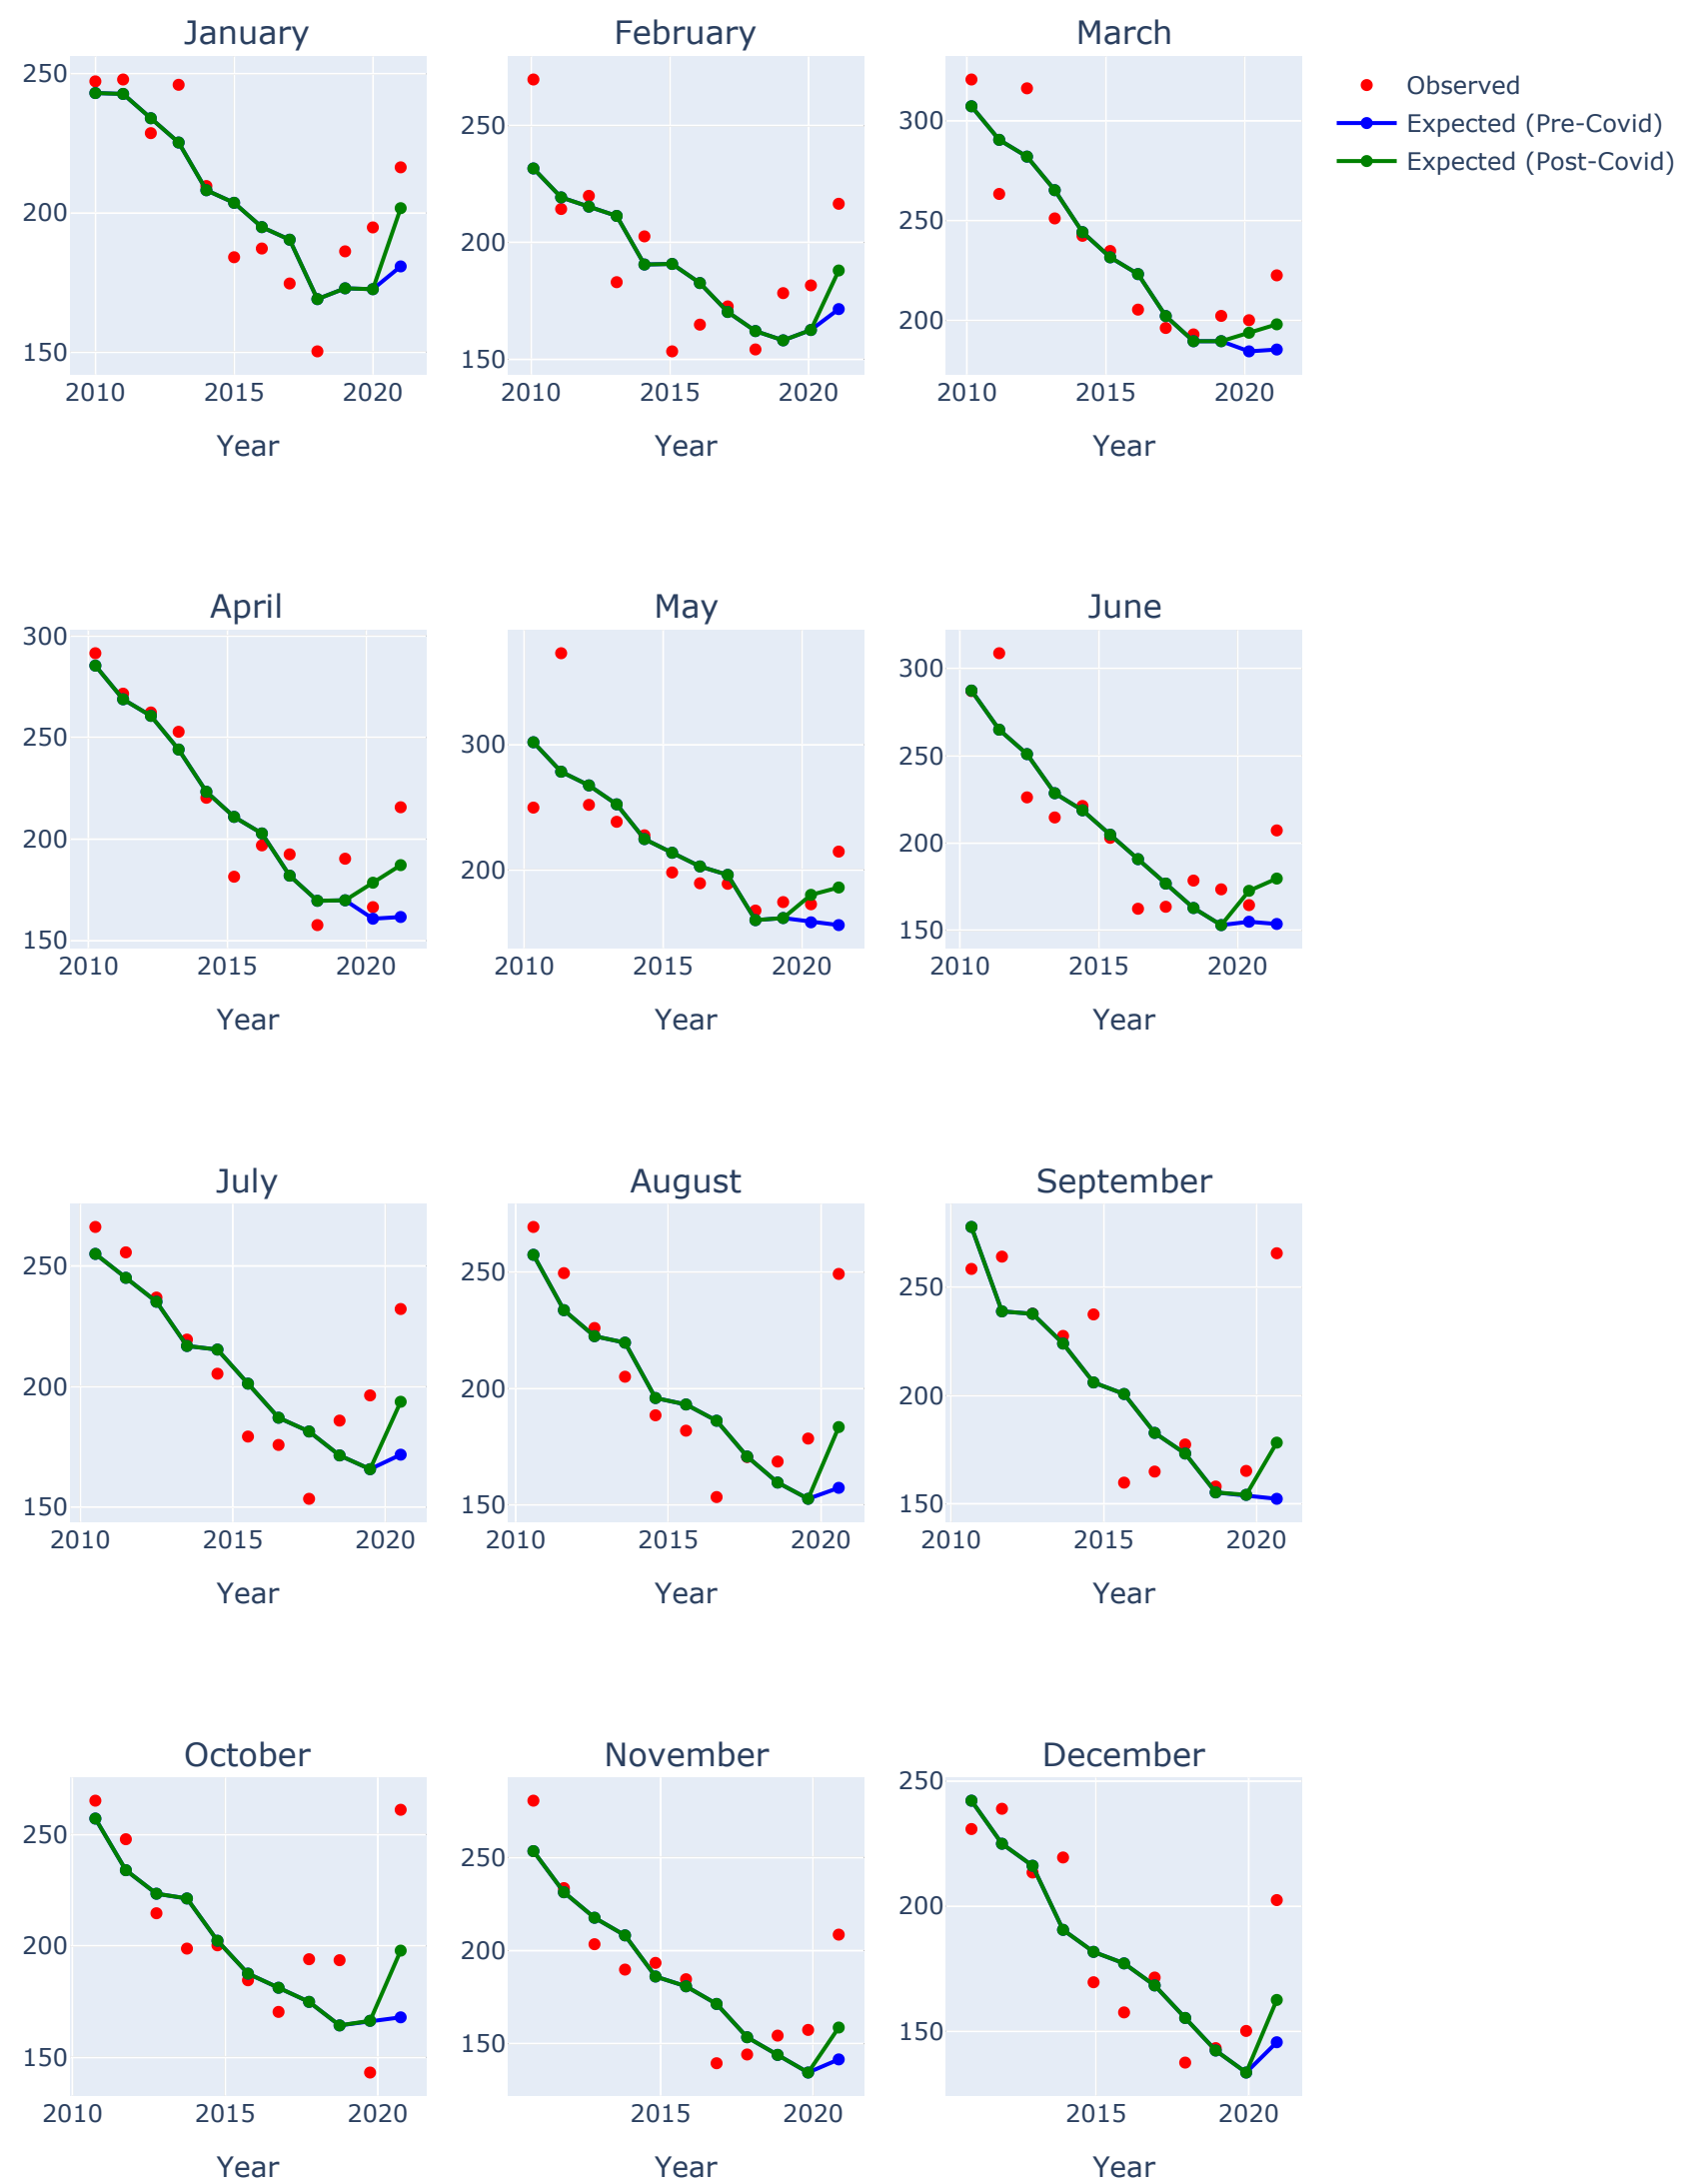 January
February
March
250
200
150
2010
2015
2020
Year
250
200
150
2010
2015
2020
Year
300
250
200
2010
2015
2020
Year
Observed
Expected (Pre-Covid)
Expected (Post-Covid)
April
May
June
300
250
200
150
2010
2015
2020
Year
300
200
2010
2015
2020
Year
300
250
200
150
2010
2015
2020
Year
July
August
September
250
200
150
2010
2015
2020
Year
250
200
150
2010
2015
2020
Year
250
200
150
2010
2015
2020
Year
October
November
December
250
200
150
2010
2015
2020
Year
250
200
150
2015
2020
Year
250
200
150
2015
2020
Year